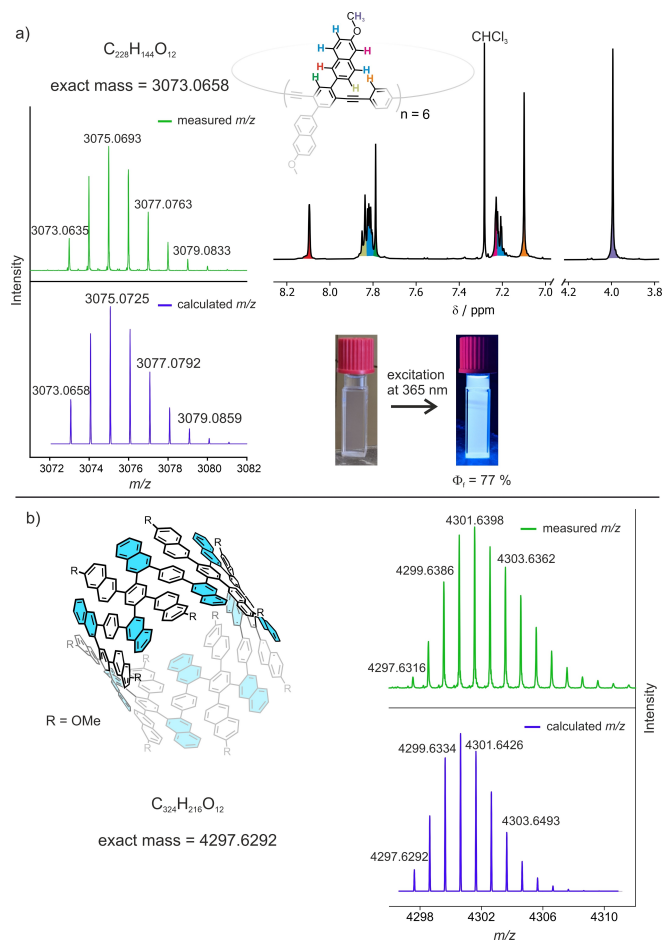 a)
C₂₂₈H₁₄₄O₁₂
exact mass = 3073.0658
measured m/z
3075.0693
3073.0635
3077.0763
3079.0833
calculated m/z
3075.0725
3073.0658
3077.0792
3079.0859
Intensity
3072 3074 3076 3078 3080 3082
m/z
CH₃
O
H
H
H
H
H
H
H
H
H
O
n = 6
CHCl₃
8.2 8.0 7.8 7.6 7.4 7.2 7.0 4.2 4.0 3.8
δ / ppm
excitation
at 365 nm
Φf = 77 %
b)
R
R
R
R
R
R
R
R
R
R
R
R
R = OMe
C₃₂₄H₂₁₆O₁₂
exact mass = 4297.6292
measured m/z
4301.6398
4299.6386
4303.6362
4297.6316
calculated m/z
4299.6334
4301.6426
4303.6493
4297.6292
Intensity
4298 4302 4306 4310
m/z